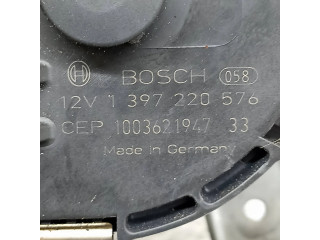 BOSCH 058
12V 1 397 220 576
CEP 1003621947 33
Made in Germany